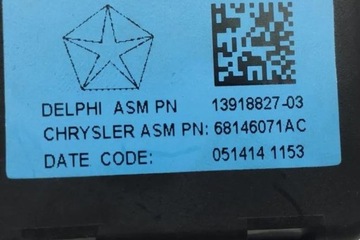 DELPHI ASM PN 13918827-03
CHRYSLER ASM PN: 68146071AC
DATE CODE: 051414 1153